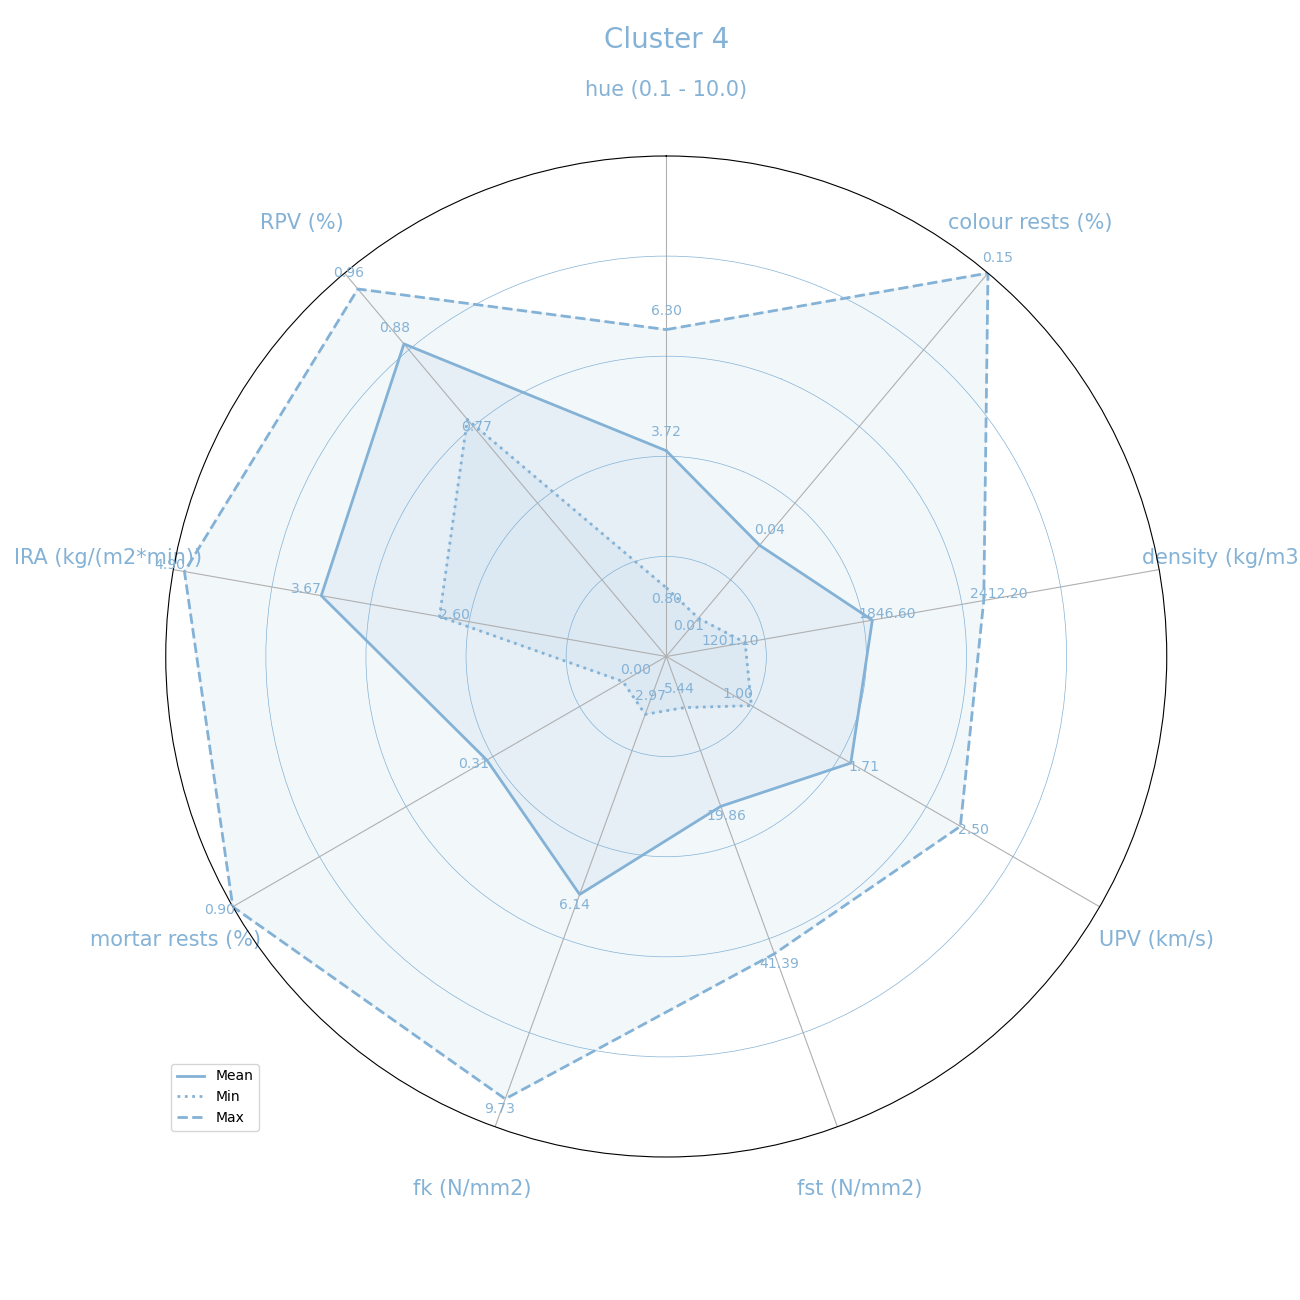 Cluster 4
hue (0.1 - 10.0)
RPV (%)
colour rests (%)
0.15
0.96
6.30
0.88
0.77
3.72
0.04
IRA (kg/(m2*min))
density (kg/m3
4.90
3.67
2.60
0.80
2412.20
1846.60
0.01
1201.10
0.00
2.97
5.44
1.00
0.31
1.71
19.86
2.50
6.14
0.90
mortar rests (%)
UPV (km/s)
41.39
9.73
Mean
Min
Max
fk (N/mm2)
fst (N/mm2)